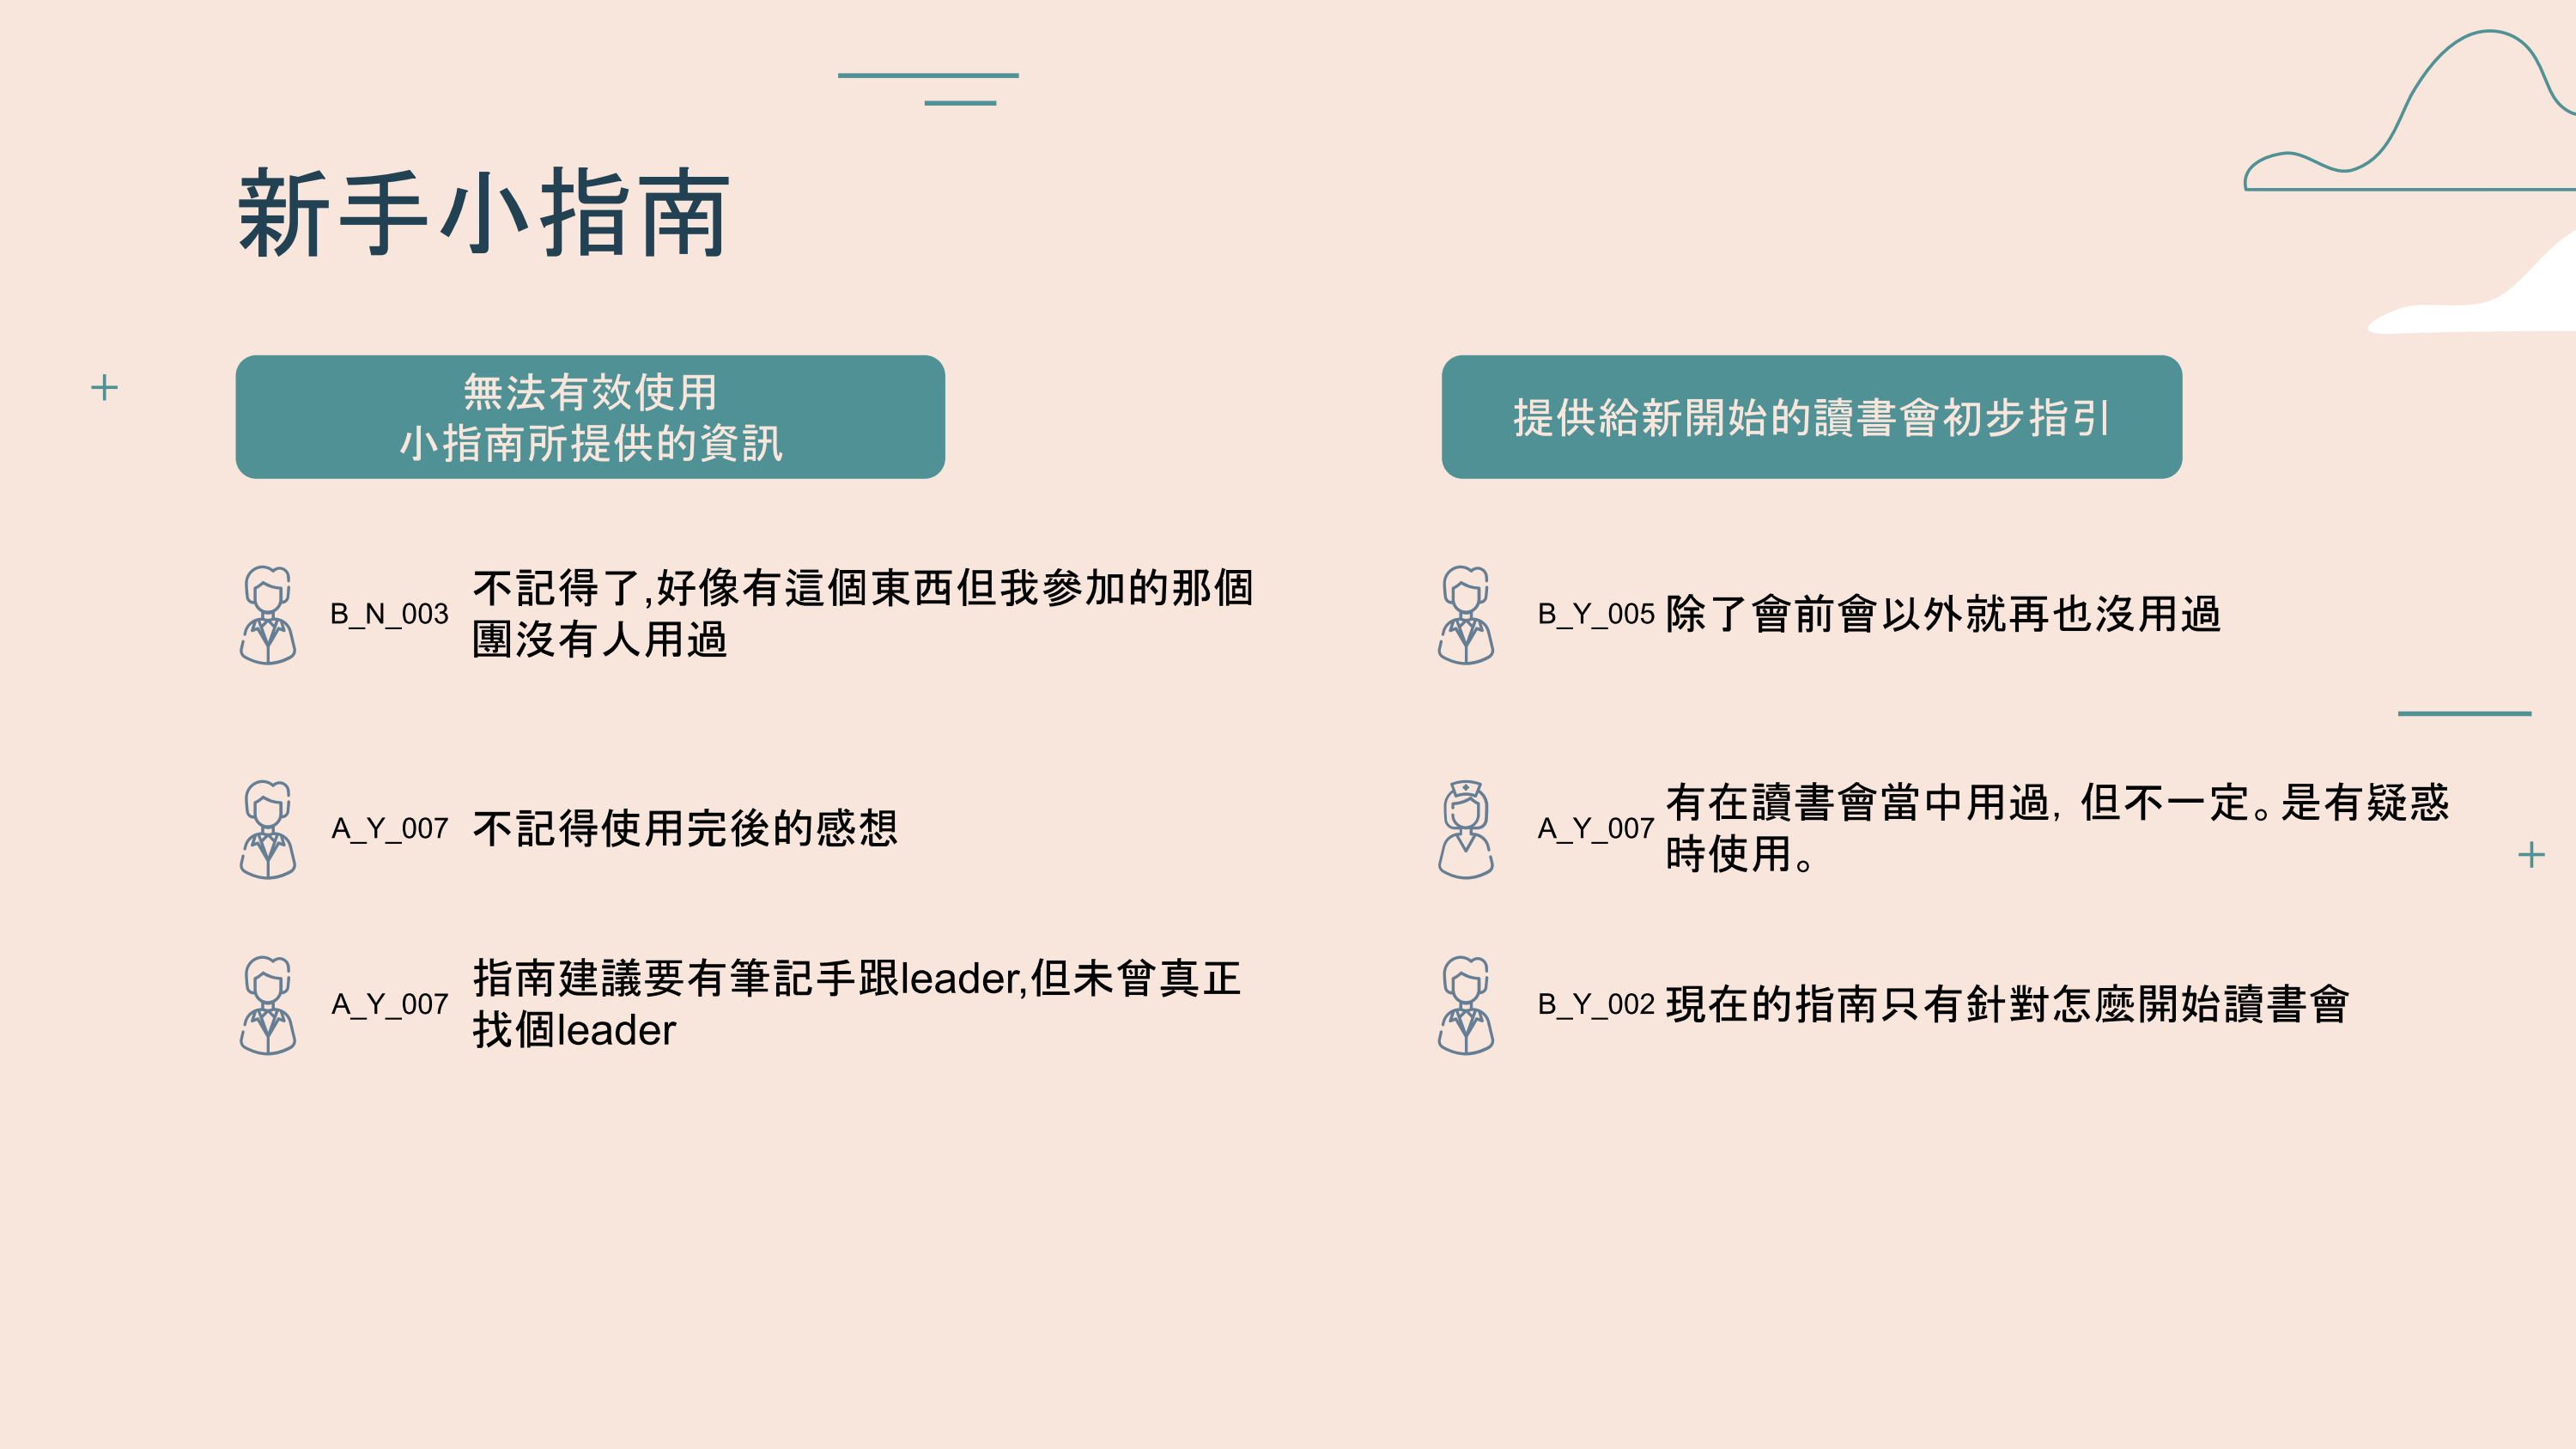 新手小指南
無法有效使用
小指南所提供的資訊
B_N_003
不記得了,好像有這個東西但我參加的那個
團沒有人用過
A_Y_007
不記得使用完後的感想
A_Y_007
指南建議要有筆記手跟leader,但未曾真正
找個leader
提供給新開始的讀書會初步指引
B_Y_005
除了會前會以外就再也沒用過
A_Y_007
有在讀書會當中用過，但不一定。是有疑惑
時使用。
B_Y_002
現在的指南只有針對怎麼開始讀書會